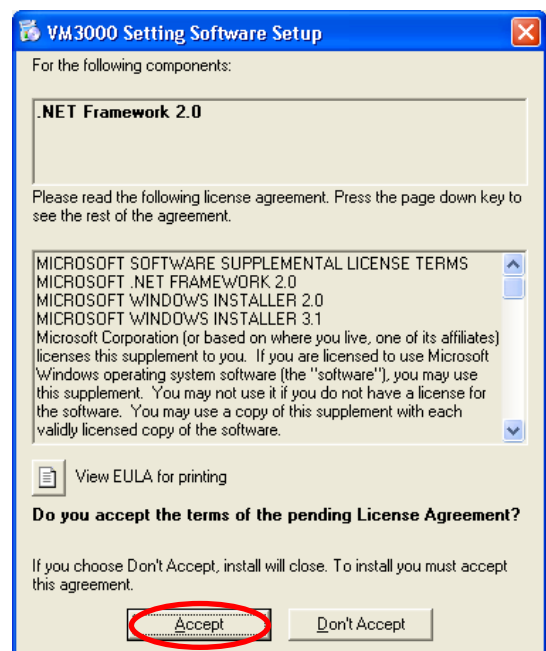 VM3000 Setting Software Setup
For the following components:
.NET Framework 2.0
Please read the following license agreement. Press the page down key to
see the rest of the agreement.
MICROSOFT SOFTWARE SUPPLEMENTAL LICENSE TERMS
MICROSOFT .NET FRAMEWORK 2.0
MICROSOFT WINDOWS INSTALLER 2.0
MICROSOFT WINDOWS INSTALLER 3.1
Microsoft Corporation (or based on where you live, one of its affiliates)
licenses this supplement to you.  If you are licensed to use Microsoft
Windows operating system software (the "software"), you may use
this supplement.  You may not use it if you do not have a license for
the software.  You may use a copy of this supplement with each
validly licensed copy of the software.
View EULA for printing
Do you accept the terms of the pending License Agreement?
If you choose Don't Accept, install will close. To install you must accept
this agreement.
Accept
Don't Accept